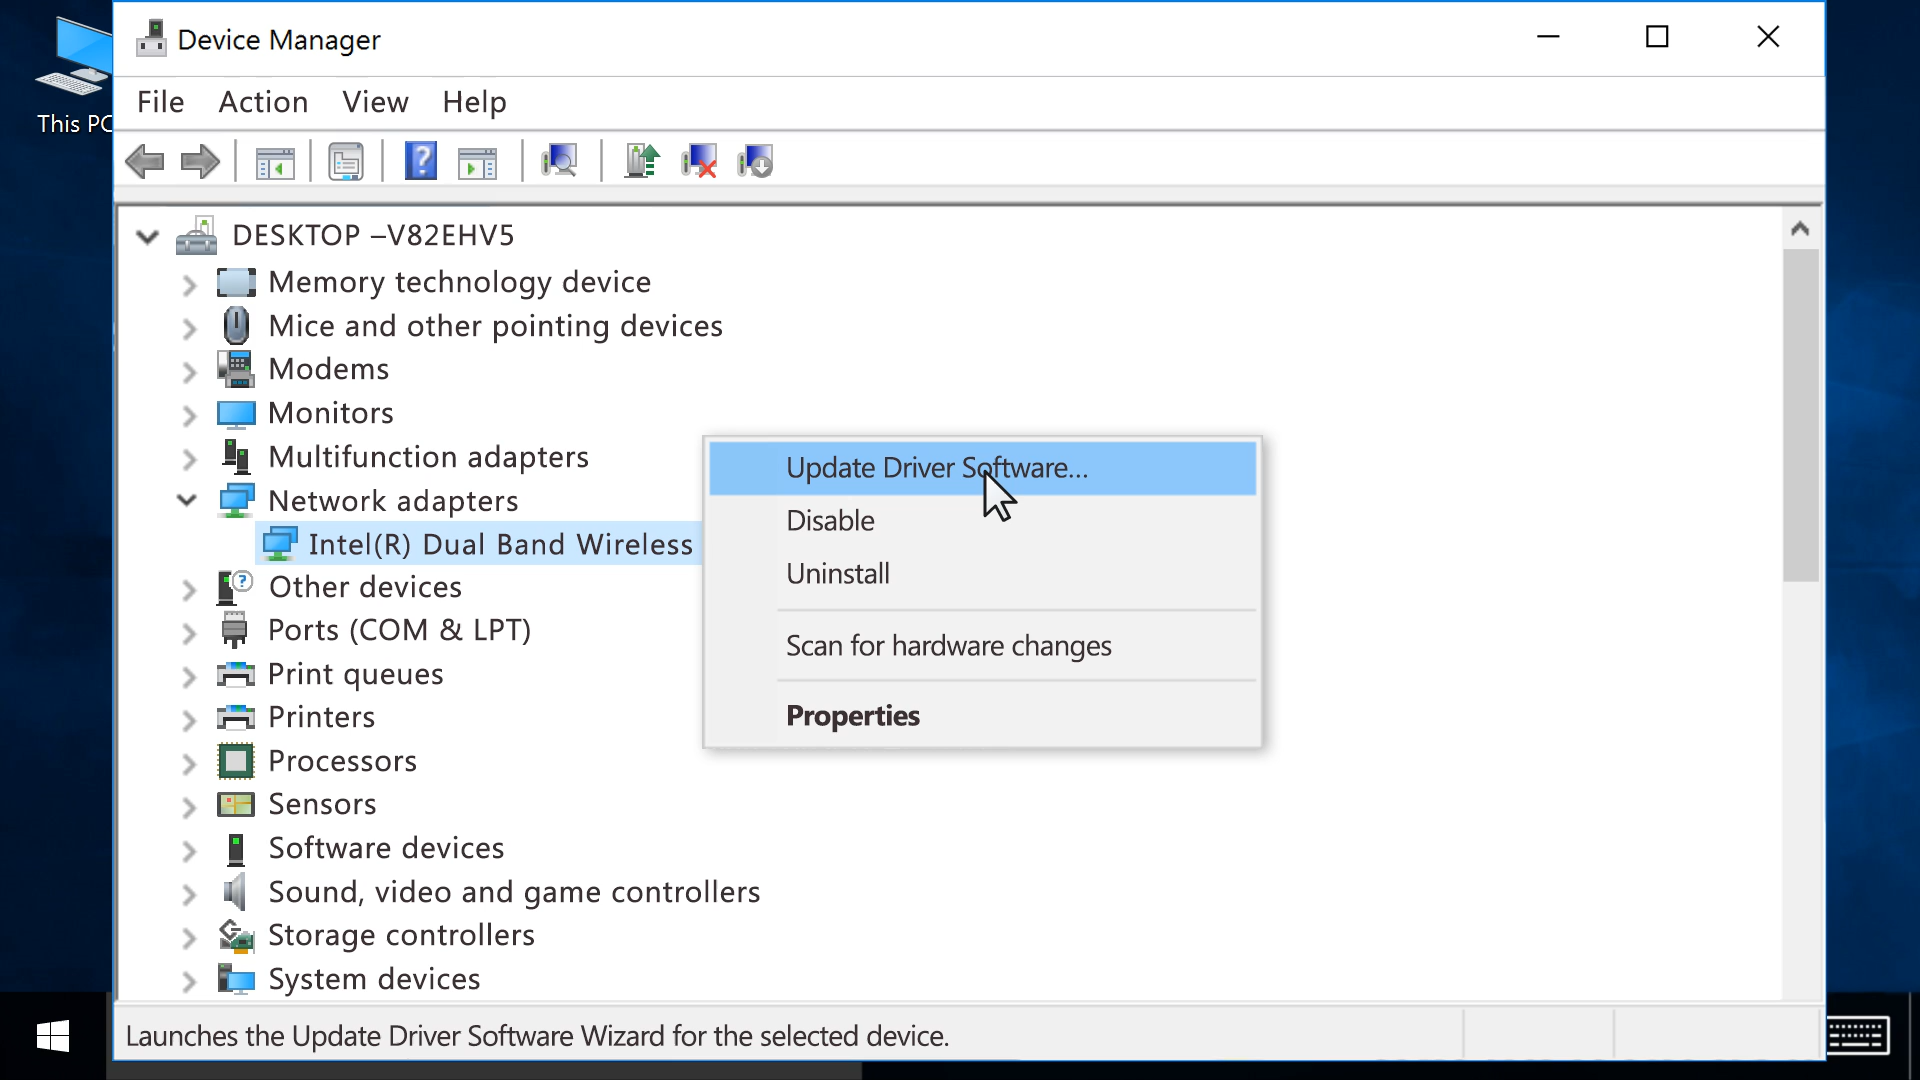 This PC
Device Manager
File Action View Help
DESKTOP –V82EHV5
Memory technology device
Mice and other pointing devices
Modems
Monitors
Multifunction adapters
Network adapters
Intel(R) Dual Band Wireless
Other devices
Ports (COM & LPT)
Print queues
Printers
Processors
Sensors
Software devices
Sound, video and game controllers
Storage controllers
System devices
Update Driver Software...
Disable
Uninstall
Scan for hardware changes
Properties
Launches the Update Driver Software Wizard for the selected device.